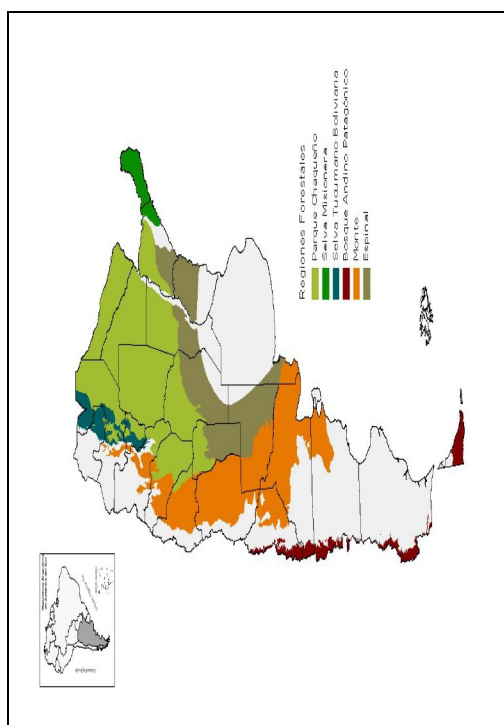 Regiones Forestales
Parque Chaqueño
Selva Misionera
Selva Tucumano Boliviana
Bosque Andino Patagónico
Monte
Espinal